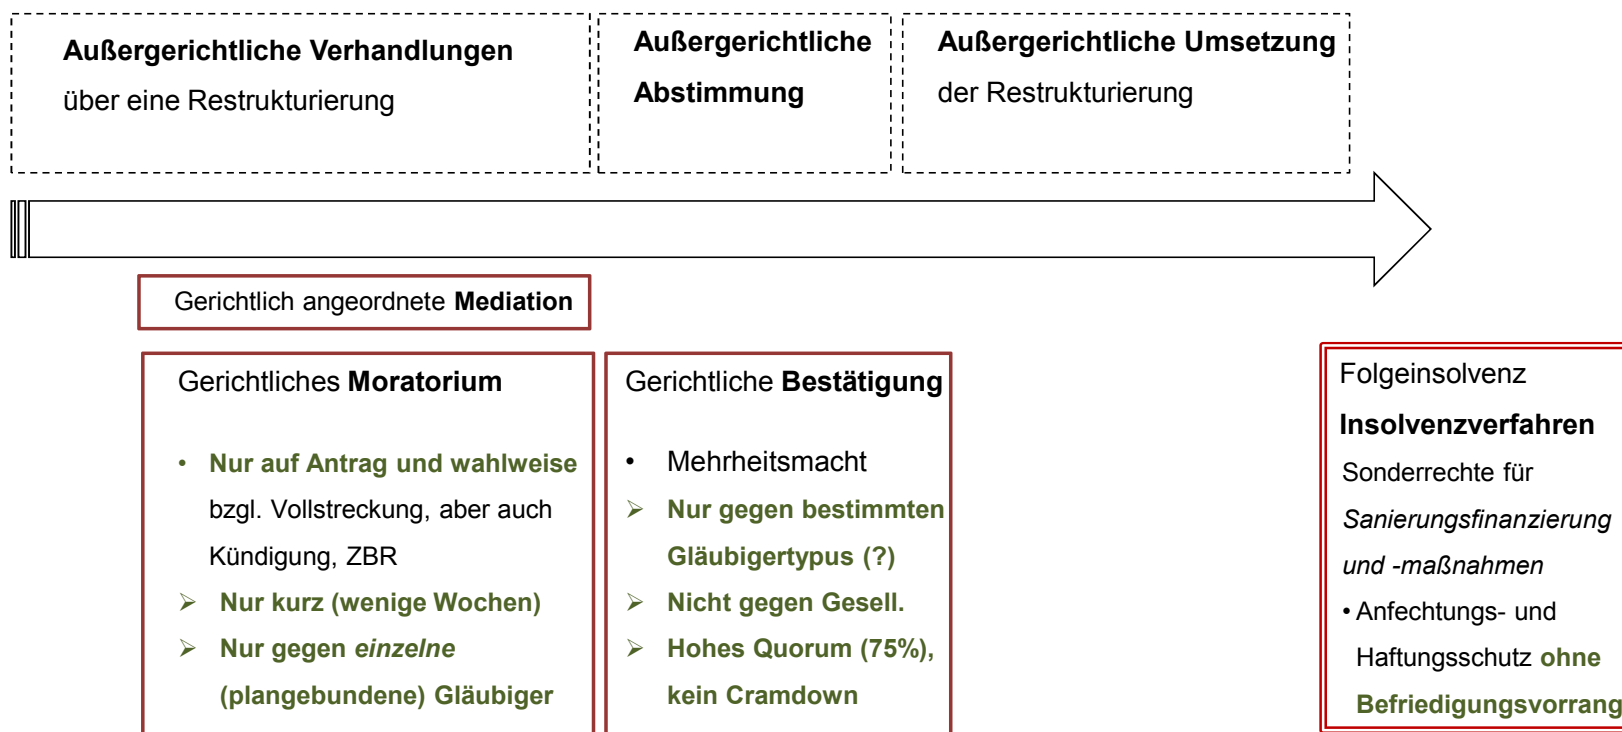 Außergerichtliche Verhandlungen
über eine Restrukturierung
Außergerichtliche
Abstimmung
Außergerichtliche Umsetzung
der Restrukturierung
Gerichtlich angeordnete Mediation
Gerichtliches Moratorium
• Nur auf Antrag und wahlweise
bzgl. Vollstreckung, aber auch
Kündigung, ZBR
➢ Nur kurz (wenige Wochen)
➢ Nur gegen einzelne
(plangebundene) Gläubiger
Gerichtliche Bestätigung
• Mehrheitsmacht
➢ Nur gegen bestimmten
Gläubigertypus (?)
➢ Nicht gegen Gesell.
➢ Hohes Quorum (75%),
kein Cramdown
Folgeinsolvenz
Insolvenzverfahren
Sonderrechte für
Sanierungsfinanzierung
und -maßnahmen
• Anfechtungs- und
Haftungsschutz ohne
Befriedigungsvorrang